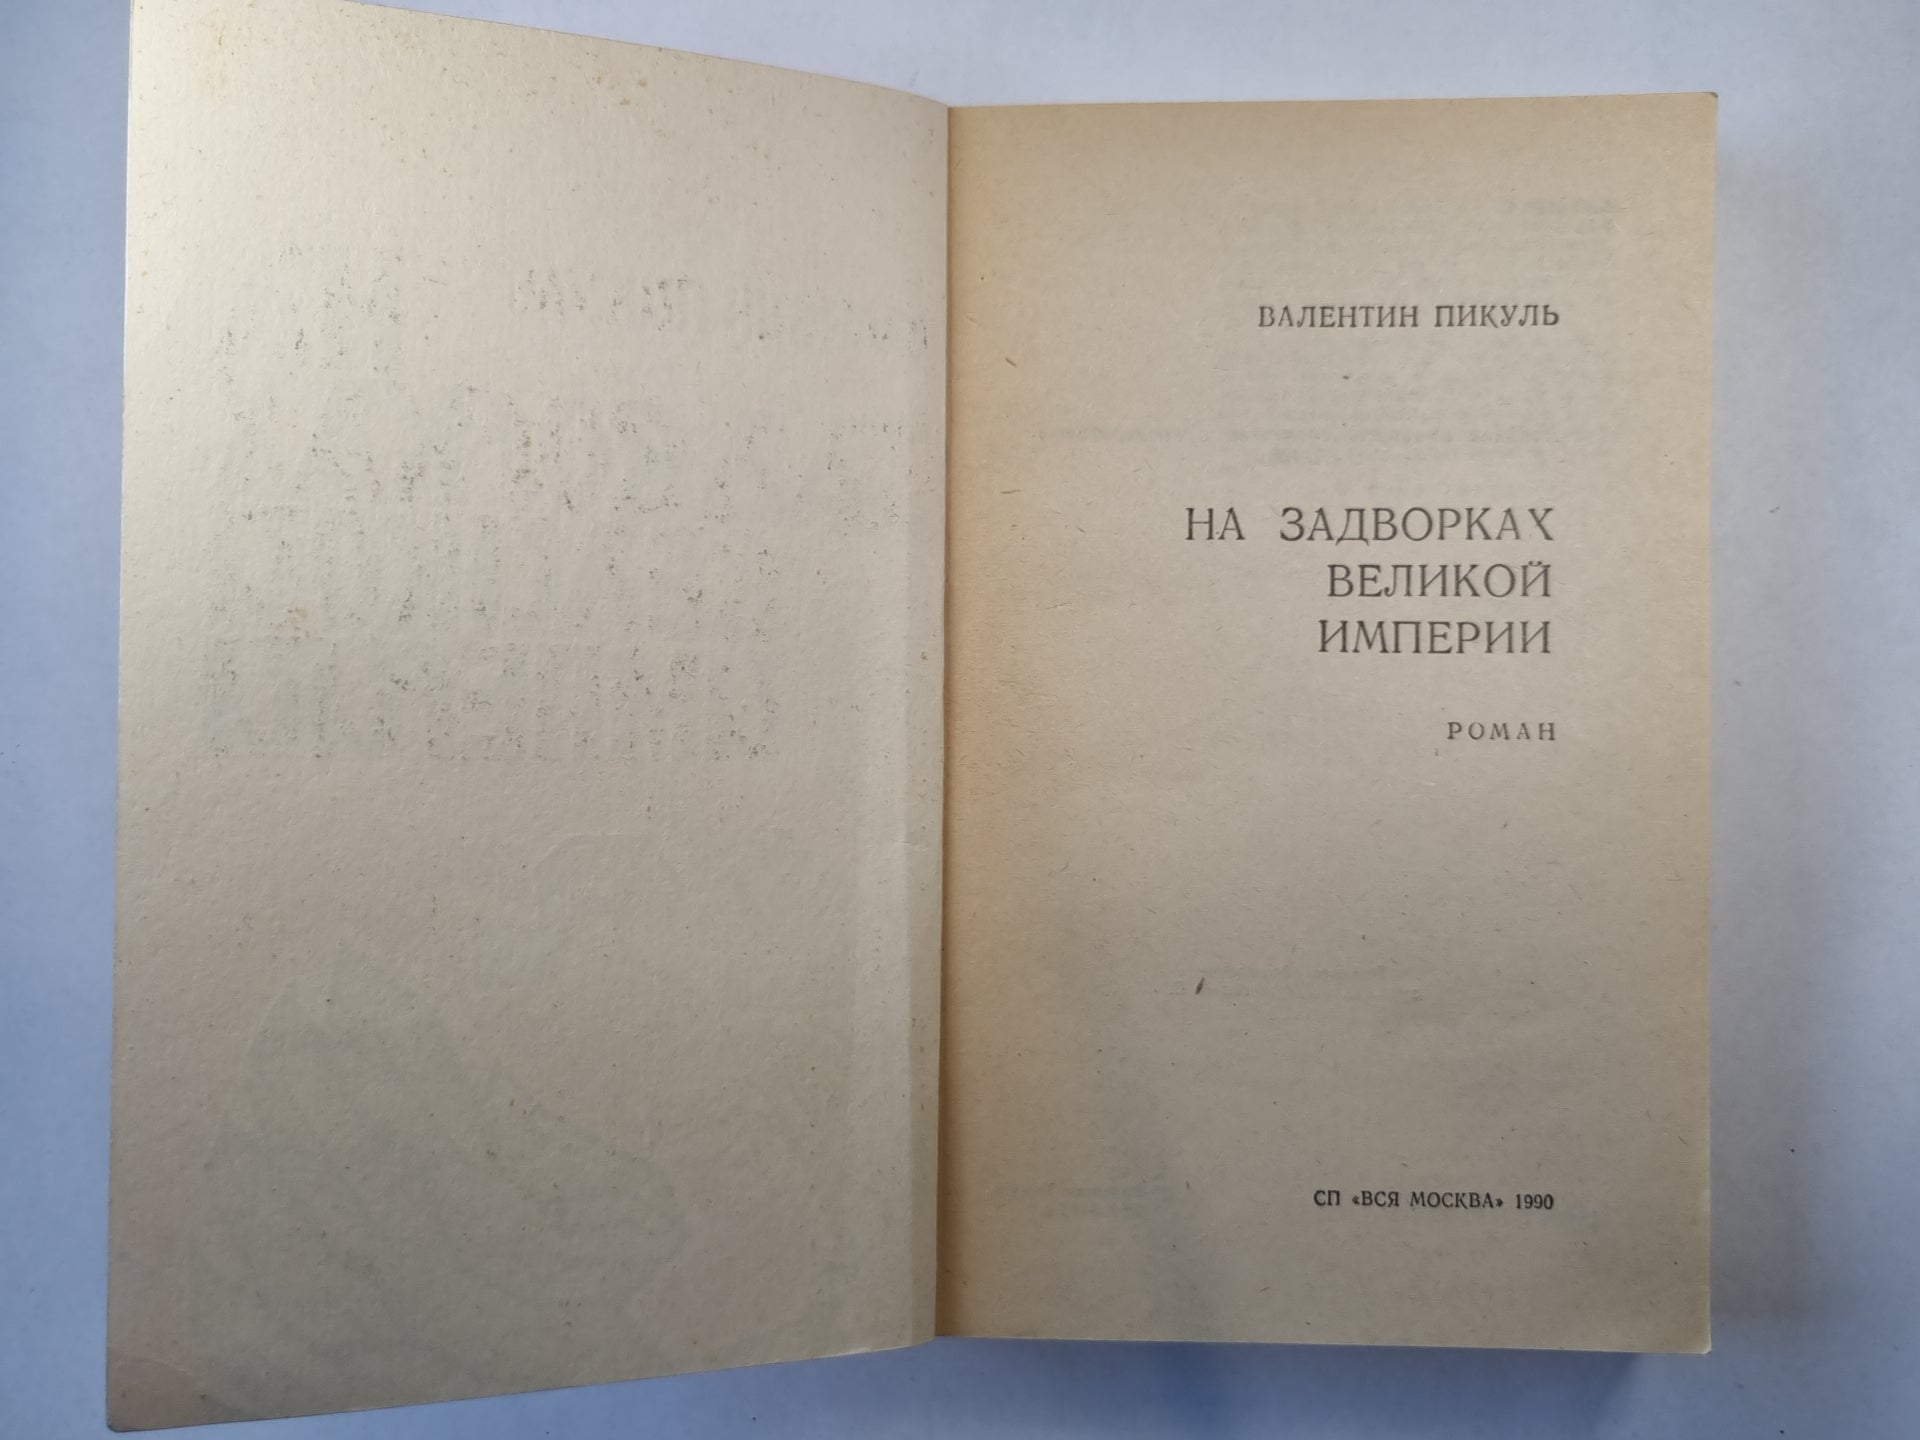 ВАЛЕНТИН ПИКУЛЬ
НА ЗАДВОРКАХ
ВЕЛИКОЙ
ИМПЕРИИ
РОМАН
СП «ВСЯ МОСКВА» 1990